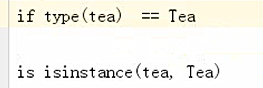 if type(tea)  == Tea
is isinstance(tea, Tea)